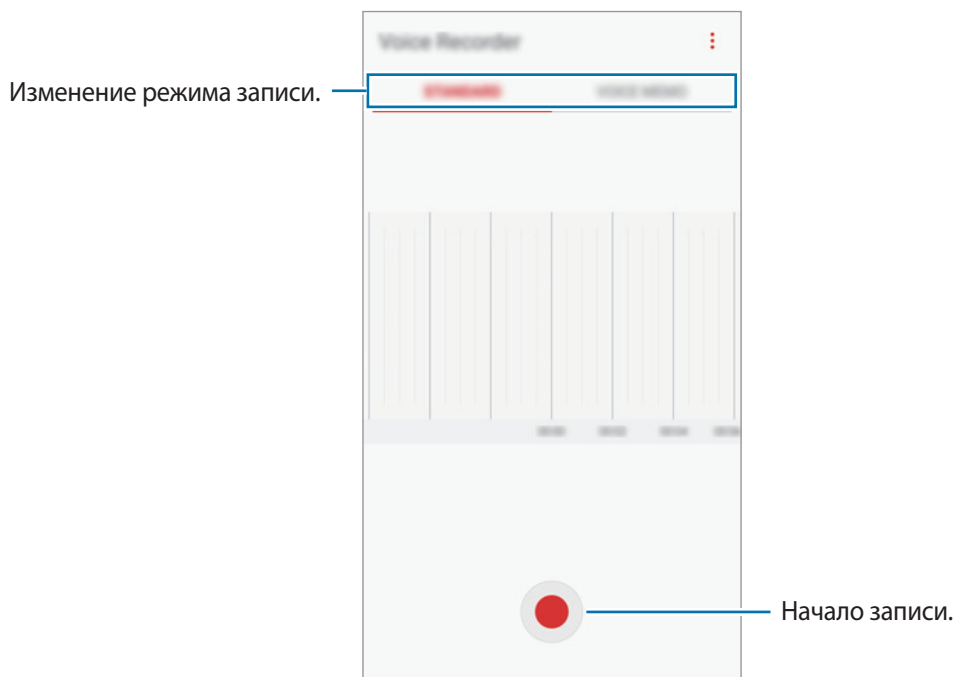 Voice Recorder
Изменение режима записи.
STANDARD
VOICE MEMO
Начало записи.